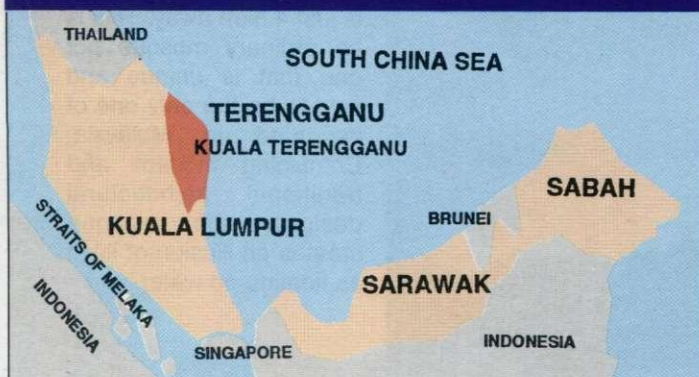 THAILAND
SOUTH CHINA SEA
TERENGGANU
KUALA TERENGGANU
SABAH
STRAITS OF MELAKA
KUALA LUMPUR
BRUNEI
SARAWAK
INDONESIA
SINGAPORE
INDONESIA